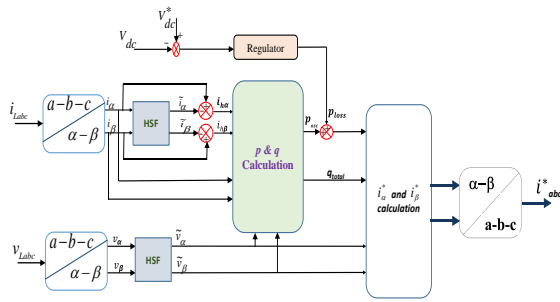 V*dc
+
Vdc
-
Regulator
iLabc
a-b-c
α-β
iα
iβ
HSF
ĩα
ĩβ
-
+
-
+
ihα
ihβ
p & q
Calculation
ploss
qtotal
i*α and i*β
calculation
α-β
a-b-c
i*abc
vLabc
a-b-c
α-β
vα
vβ
HSF
ṽα
ṽβ